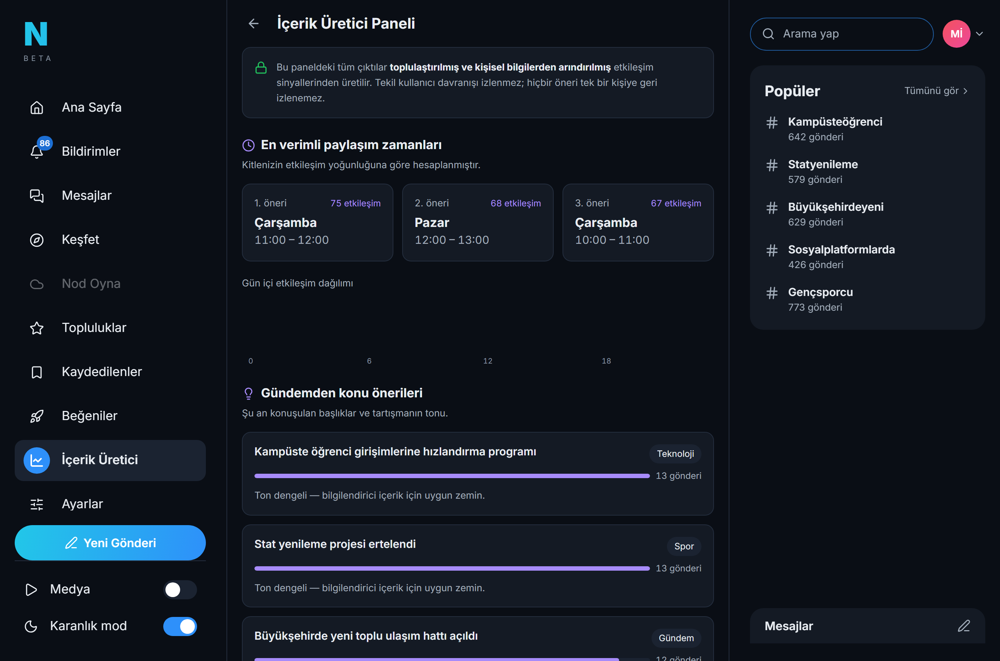 N
BETA
Ana Sayfa
86
Bildirimler
Mesajlar
Keşfet
Nod Oyna
Topluluklar
Kaydedilenler
Beğeniler
İçerik Üretici
Ayarlar
Yeni Gönderi
Medya
Karanlık mod
İçerik Üretici Paneli
Bu paneldeki tüm çıktılar toplulaştırılmış ve kişisel bilgilerden arındırılmış etkileşim
sinyallerinden üretilir. Tekil kullanıcı davranışı izlenmez; hiçbir öneri tek bir kişiye geri
izlenemez.
En verimli paylaşım zamanları
Kitlenizin etkileşim yoğunluğuna göre hesaplanmıştır.
1. öneri 75 etkileşim
Çarşamba
11:00 – 12:00
2. öneri 68 etkileşim
Pazar
12:00 – 13:00
3. öneri 67 etkileşim
Çarşamba
10:00 – 11:00
Gün içi etkileşim dağılımı
0 6 12 18
Gündemden konu önerileri
Şu an konuşulan başlıklar ve tartışmanın tonu.
Kampüste öğrenci girişimlerine hızlandırma programı Teknoloji
13 gönderi
Ton dengeli — bilgilendirici içerik için uygun zemin.
Stat yenileme projesi ertelendi Spor
13 gönderi
Ton dengeli — bilgilendirici içerik için uygun zemin.
Büyükşehirde yeni toplu ulaşım hattı açıldı Gündem
12 gönderi
Arama yap
Mİ
Popüler Tümünü gör
# Kampüsteöğrenci
642 gönderi
# Statyenileme
579 gönderi
# Büyükşehirdeyeni
629 gönderi
# Sosyalplatformlarda
426 gönderi
# Gençsporcu
773 gönderi
Mesajlar